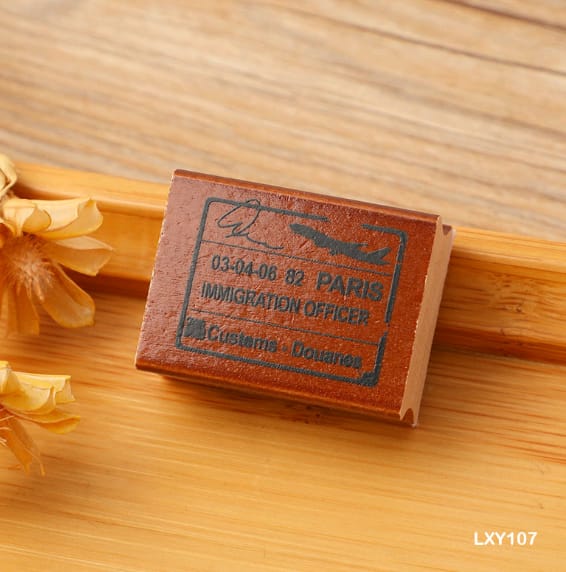 03-04-06 82 PARIS
IMMIGRATION OFFICER
Customs - Douanes
LXY107